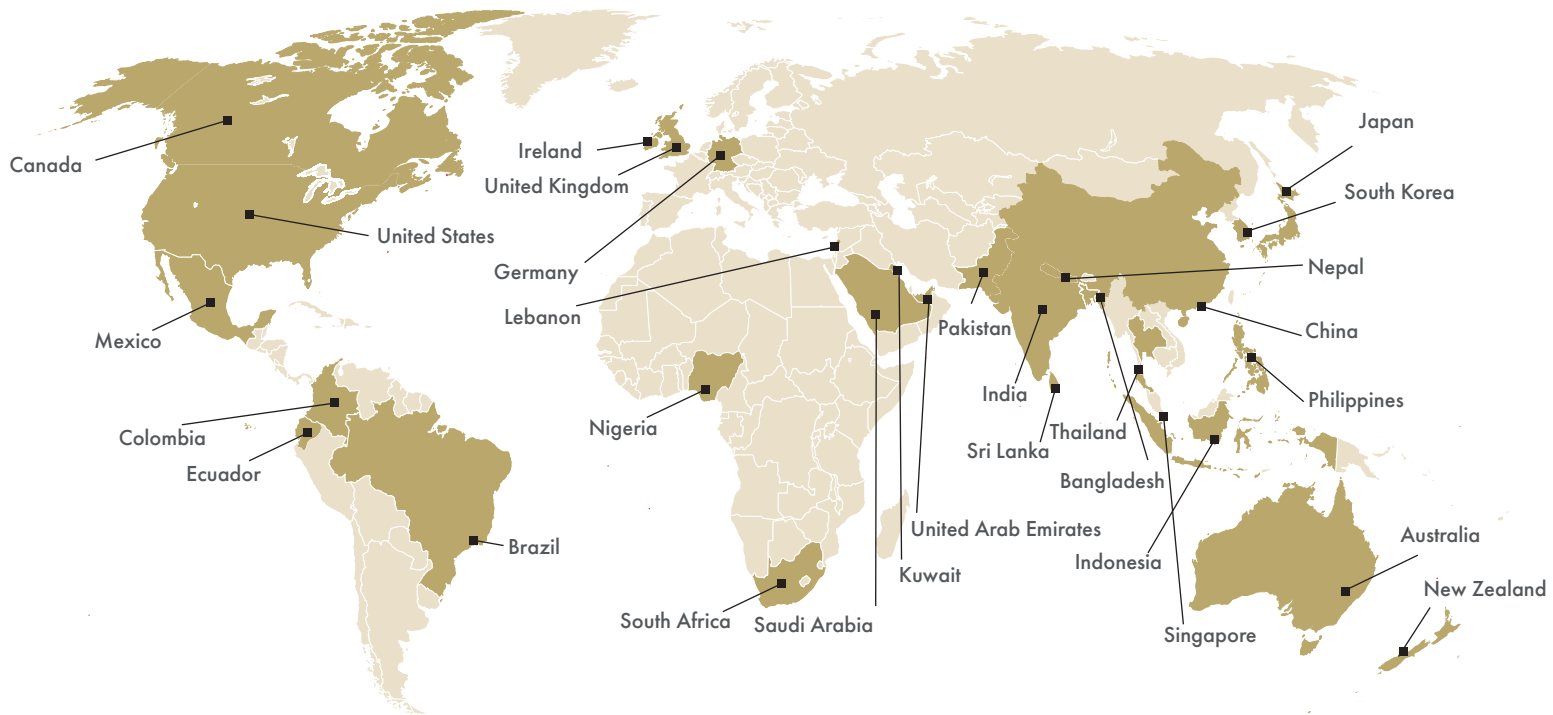 Canada
United States
Mexico
Colombia
Ecuador
Brazil
Ireland
United Kingdom
Germany
Lebanon
Nigeria
South Africa
Saudi Arabia
Kuwait
United Arab Emirates
Pakistan
India
Sri Lanka
Thailand
Bangladesh
Indonesia
Singapore
Japan
South Korea
Nepal
China
Philippines
Australia
New Zealand